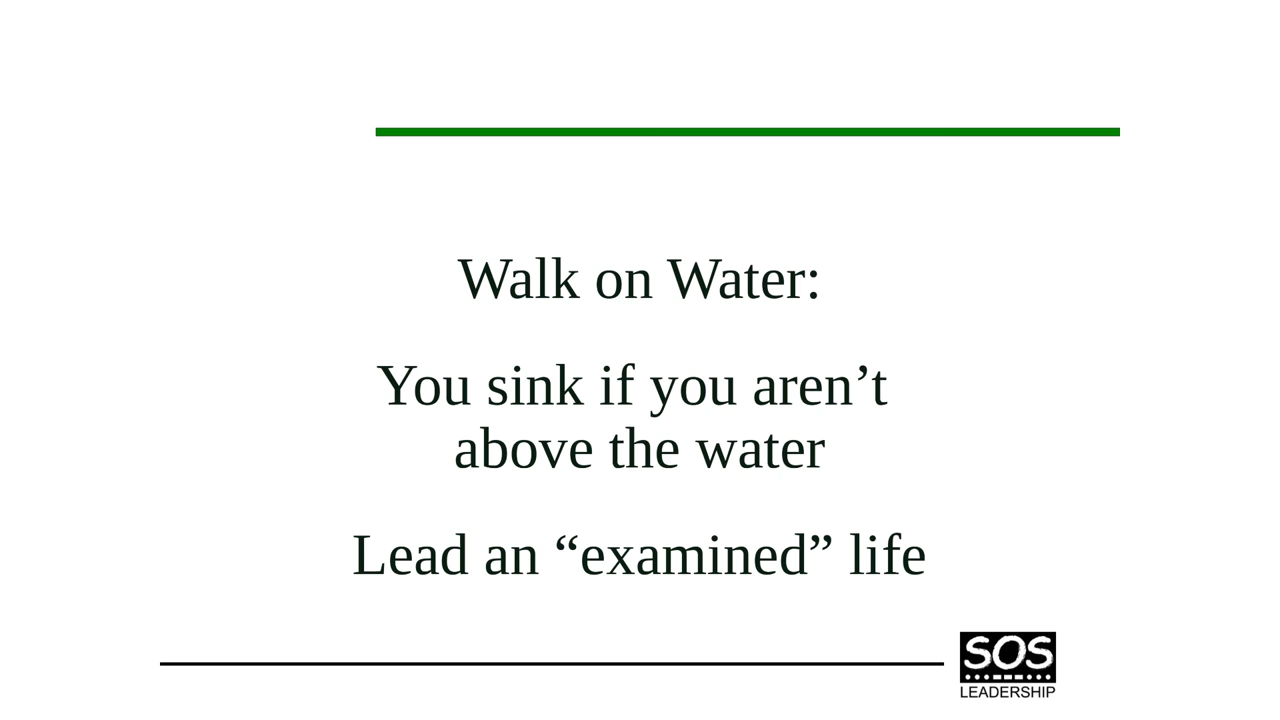 Walk on Water:
You sink if you aren’t
above the water
Lead an “examined” life
SOS
LEADERSHIP